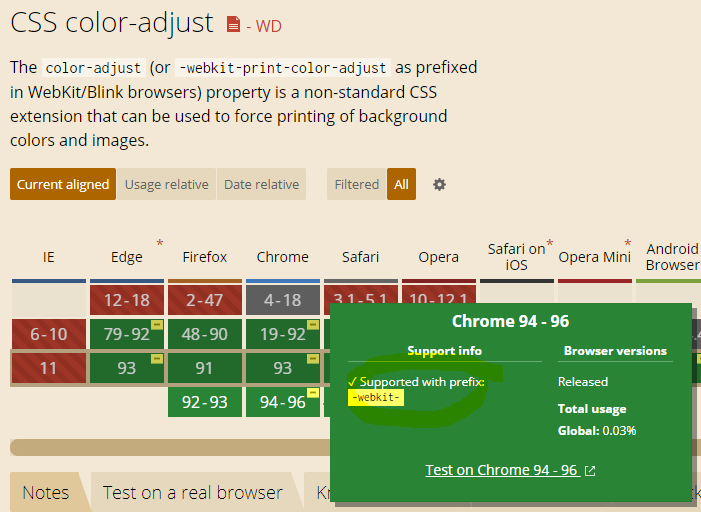 CSS color-adjust - WD
The color-adjust (or -webkit-print-color-adjust as prefixed
in WebKit/Blink browsers) property is a non-standard CSS
extension that can be used to force printing of background
colors and images.
Current aligned Usage relative Date relative Filtered All
IE Edge * Firefox Chrome Safari Opera Safari on iOS * Opera Mini * Android Browser
12-18 2-47 4-18 3.1-5.1 10-12.1
6-10 79-92 48-90 19-92
11 93 91 93
92-93 94-96
Chrome 94 - 96
Support info Browser versions
✓ Supported with prefix: Released
-webkit-
Total usage
Global: 0.03%
Test on Chrome 94 - 96
Notes Test on a real browser